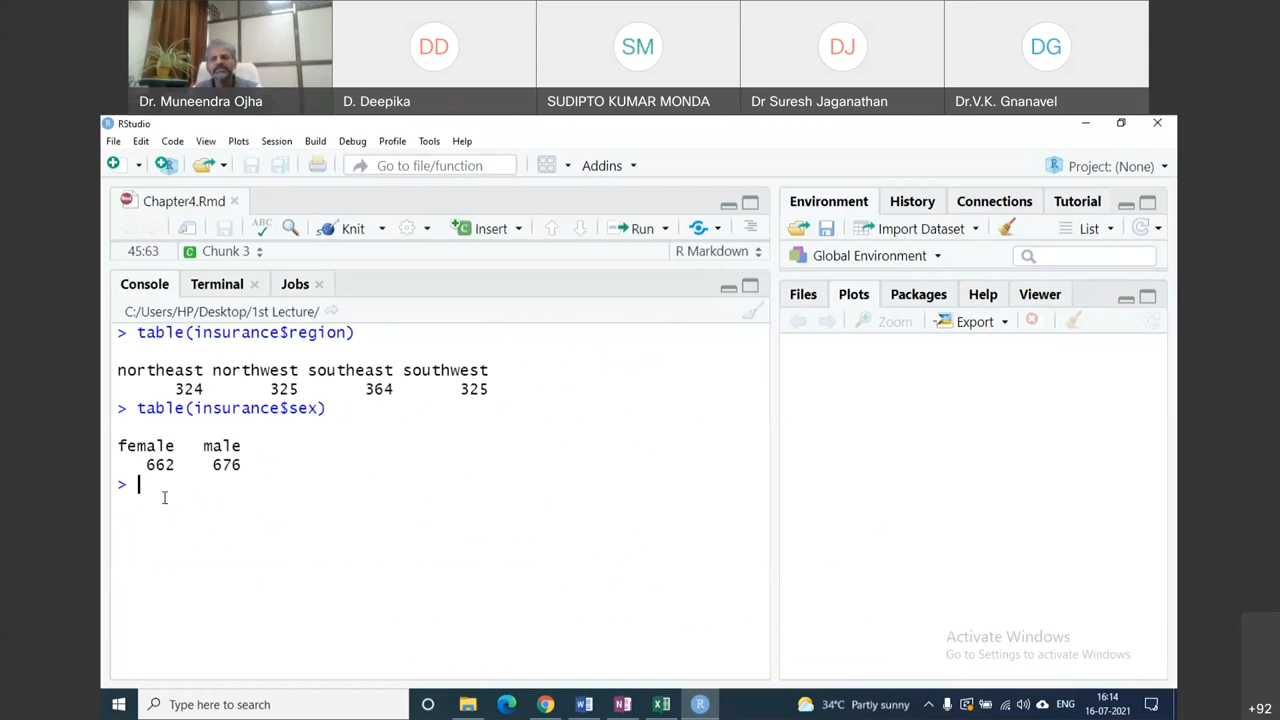 DD
SM
DJ
DG
Dr. Muneendra Ojha
D. Deepika
SUDIPTO KUMAR MONDA
Dr Suresh Jaganathan
Dr.V.K. Gnanavel
RStudio
File Edit Code View Plots Session Build Debug Profile Tools Help
Go to file/function
Addins
Project: (None)
Chapter4.Rmd
ABC
Knit
Insert
Run
45:63
Chunk 3
R Markdown
Console
Terminal
Jobs
C:/Users/HP/Desktop/1st Lecture/
> table(insurance$region)
northeast northwest southeast southwest
324 325 364 325
> table(insurance$sex)
female male
662 676
>
Environment
History
Connections
Tutorial
Import Dataset
List
Global Environment
Files
Plots
Packages
Help
Viewer
Zoom
Export
Activate Windows
Go to Settings to activate Windows.
Type here to search
34°C Partly sunny
ENG
16:14
16-07-2021
+92